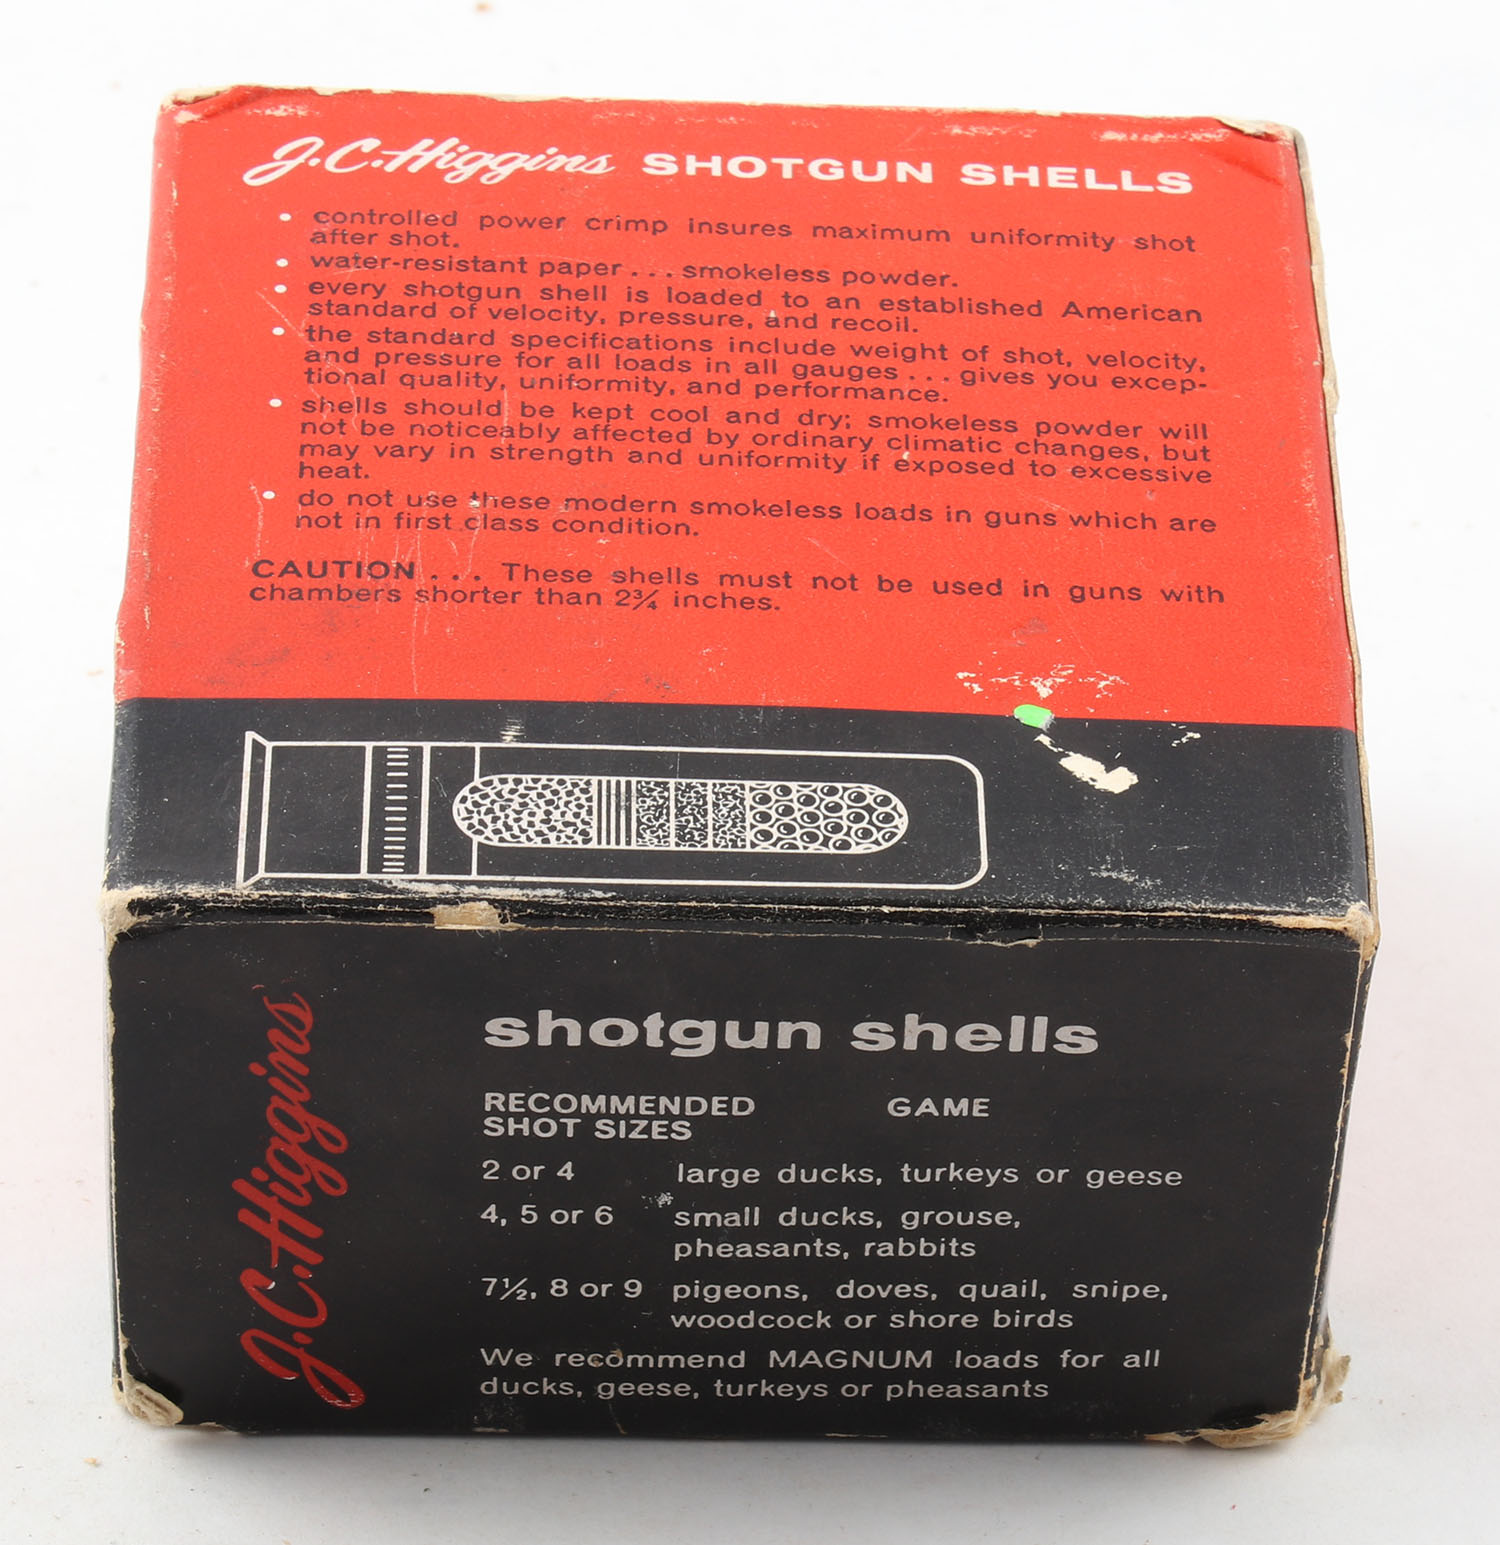 J.C.Higgins SHOTGUN SHELLS
• controlled power crimp insures maximum uniformity shot
after shot.
• water-resistant paper... smokeless powder.
• every shotgun shell is loaded to an established American
standard of velocity, pressure, and recoil.
• the standard specifications include weight of shot, velocity,
and pressure for all loads in all gauges... gives you excep-
tional quality, uniformity, and performance.
• shells should be kept cool and dry; smokeless powder will
not be noticeably affected by ordinary climatic changes, but
may vary in strength and uniformity if exposed to excessive
heat.
• do not use these modern smokeless loads in guns which are
not in first class condition.
CAUTION... These shells must not be used in guns with
chambers shorter than 2¾ inches.
J.C.Higgins
shotgun shells
RECOMMENDED GAME
SHOT SIZES
2 or 4 large ducks, turkeys or geese
4, 5 or 6 small ducks, grouse,
pheasants, rabbits
7½, 8 or 9 pigeons, doves, quail, snipe,
woodcock or shore birds
We recommend MAGNUM loads for all
ducks, geese, turkeys or pheasants